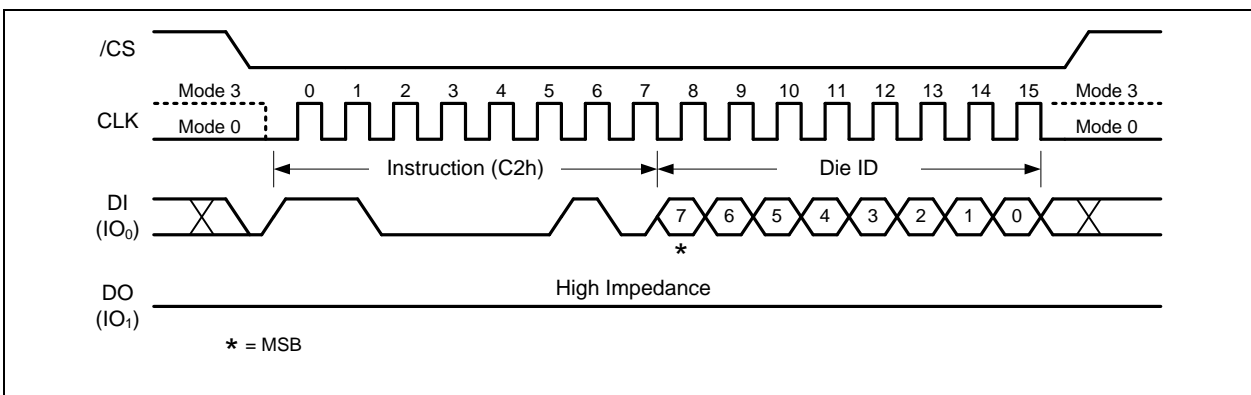 /CS
Mode 3 0 1 2 3 4 5 6 7 8 9 10 11 12 13 14 15 Mode 3
CLK
Mode 0 Mode 0
Instruction (C2h) Die ID
DI
(IO₀)
7 6 5 4 3 2 1 0
*
High Impedance
DO
(IO₁)
* = MSB